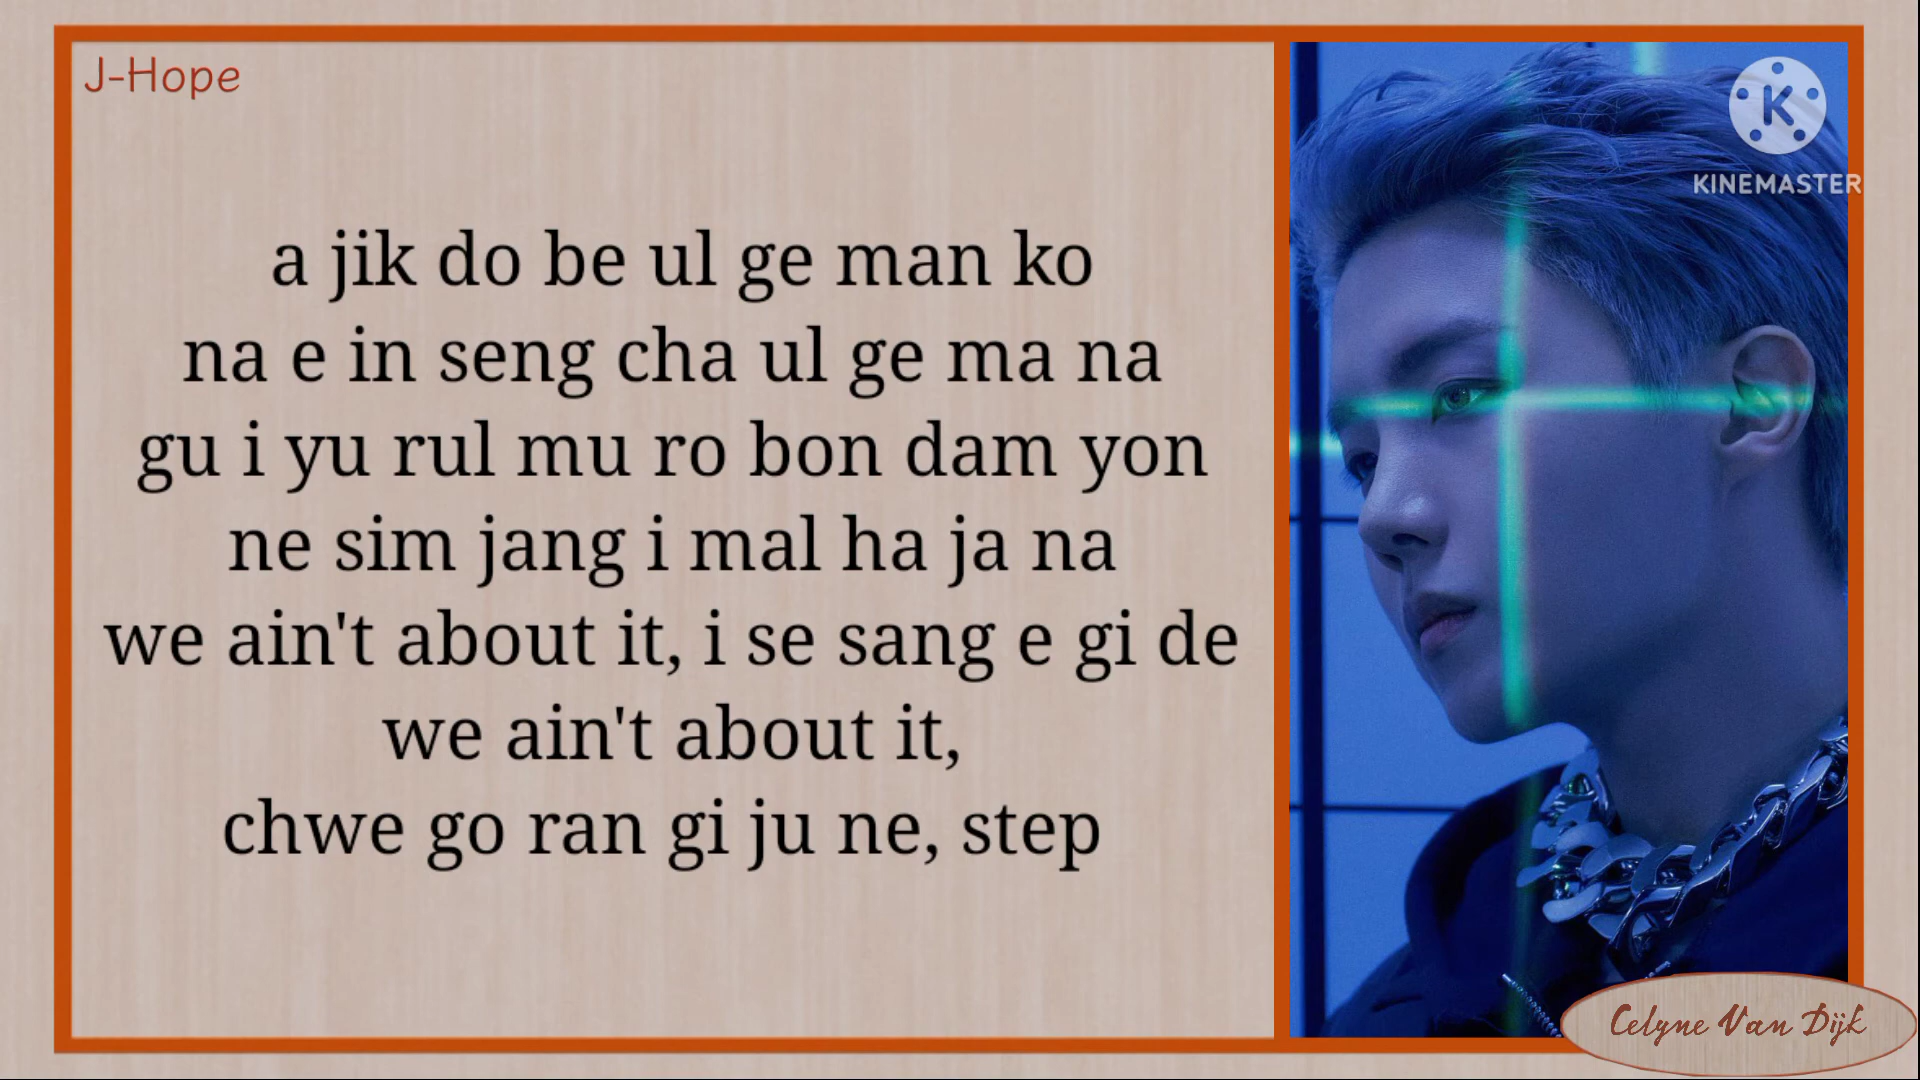 J-Hope
a jik do be ul ge man ko
na e in seng cha ul ge ma na
gu i yu rul mu ro bon dam yon
ne sim jang i mal ha ja na
we ain't about it, i se sang e gi de
we ain't about it,
chwe go ran gi ju ne, step
K
KINEMASTER
Celyne Van Dijk